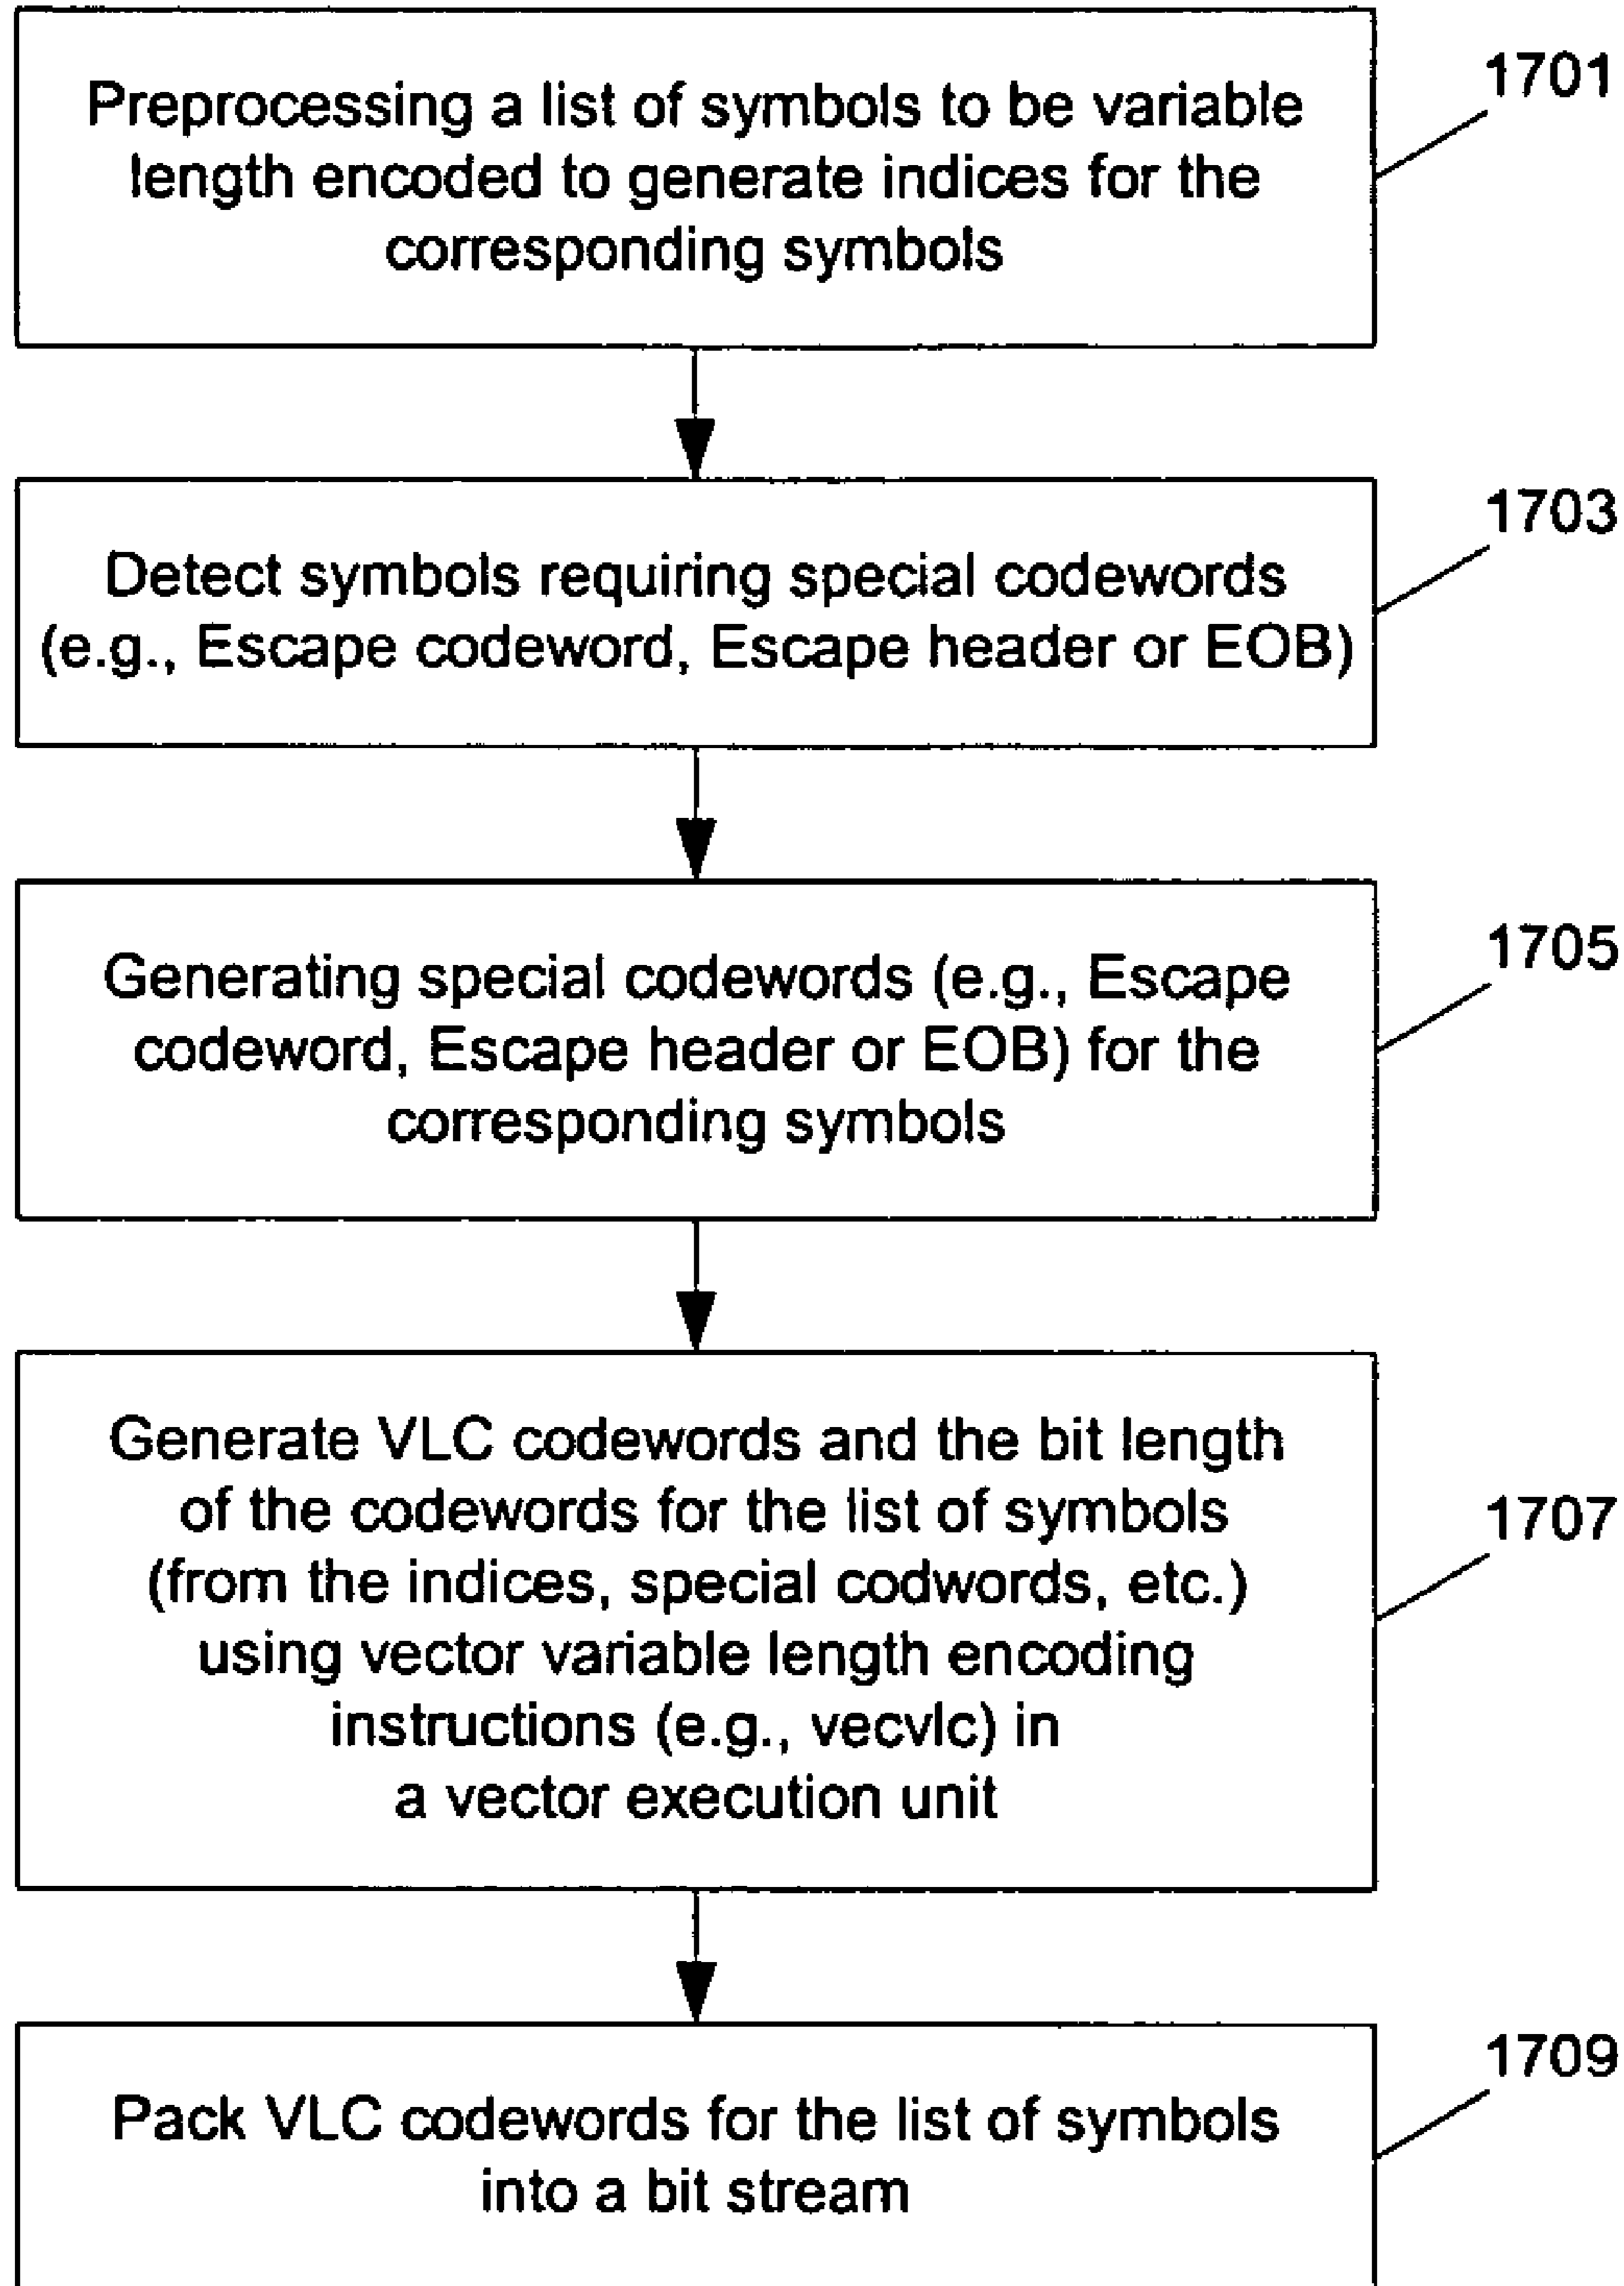 Preprocessing a list of symbols to be variable
length encoded to generate indices for the
corresponding symbols
1701
Detect symbols requiring special codewords
(e.g., Escape codeword, Escape header or EOB)
1703
Generating special codewords (e.g., Escape
codeword, Escape header or EOB) for the
corresponding symbols
1705
Generate VLC codewords and the bit length
of the codewords for the list of symbols
(from the indices, special codwords, etc.)
using vector variable length encoding
instructions (e.g., vecvlc) in
a vector execution unit
1707
Pack VLC codewords for the list of symbols
into a bit stream
1709